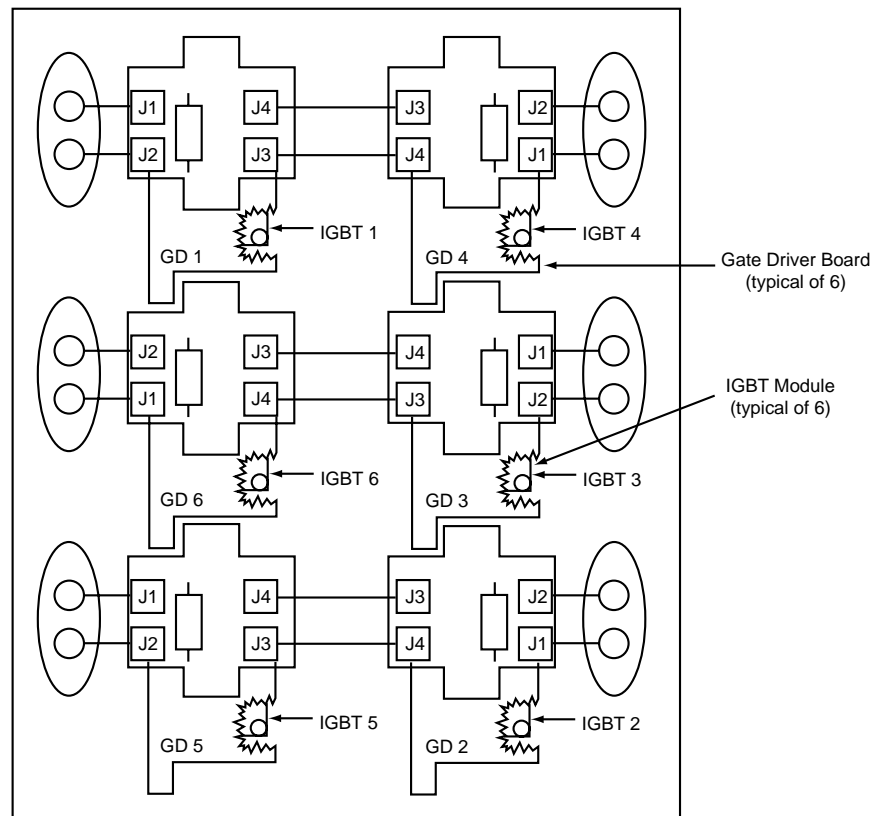 J1
J4
J3
J2
J2
J3
J4
J1
IGBT 1
IGBT 4
GD 1
GD 4
Gate Driver Board
(typical of 6)
J2
J3
J4
J1
J1
J4
J3
J2
IGBT Module
(typical of 6)
IGBT 6
IGBT 3
GD 6
GD 3
J1
J4
J3
J2
J2
J3
J4
J1
IGBT 5
IGBT 2
GD 5
GD 2